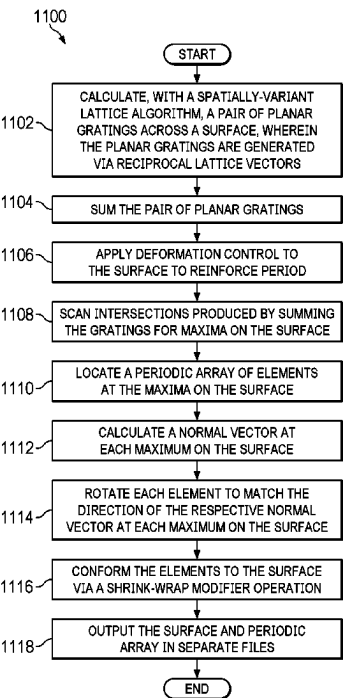 1100
START
1102
CALCULATE, WITH A SPATIALLY-VARIANT
LATTICE ALGORITHM, A PAIR OF PLANAR
GRATINGS ACROSS A SURFACE, WHEREIN
THE PLANAR GRATINGS ARE GENERATED
VIA RECIPROCAL LATTICE VECTORS
1104
SUM THE PAIR OF PLANAR GRATINGS
1106
APPLY DEFORMATION CONTROL TO
THE SURFACE TO REINFORCE PERIOD
1108
SCAN INTERSECTIONS PRODUCED BY SUMMING
THE GRATINGS FOR MAXIMA ON THE SURFACE
1110
LOCATE A PERIODIC ARRAY OF ELEMENTS
AT THE MAXIMA ON THE SURFACE
1112
CALCULATE A NORMAL VECTOR AT
EACH MAXIMUM ON THE SURFACE
1114
ROTATE EACH ELEMENT TO MATCH THE
DIRECTION OF THE RESPECTIVE NORMAL
VECTOR AT EACH MAXIMUM ON THE SURFACE
1116
CONFORM THE ELEMENTS TO THE SURFACE
VIA A SHRINK-WRAP MODIFIER OPERATION
1118
OUTPUT THE SURFACE AND PERIODIC
ARRAY IN SEPARATE FILES
END